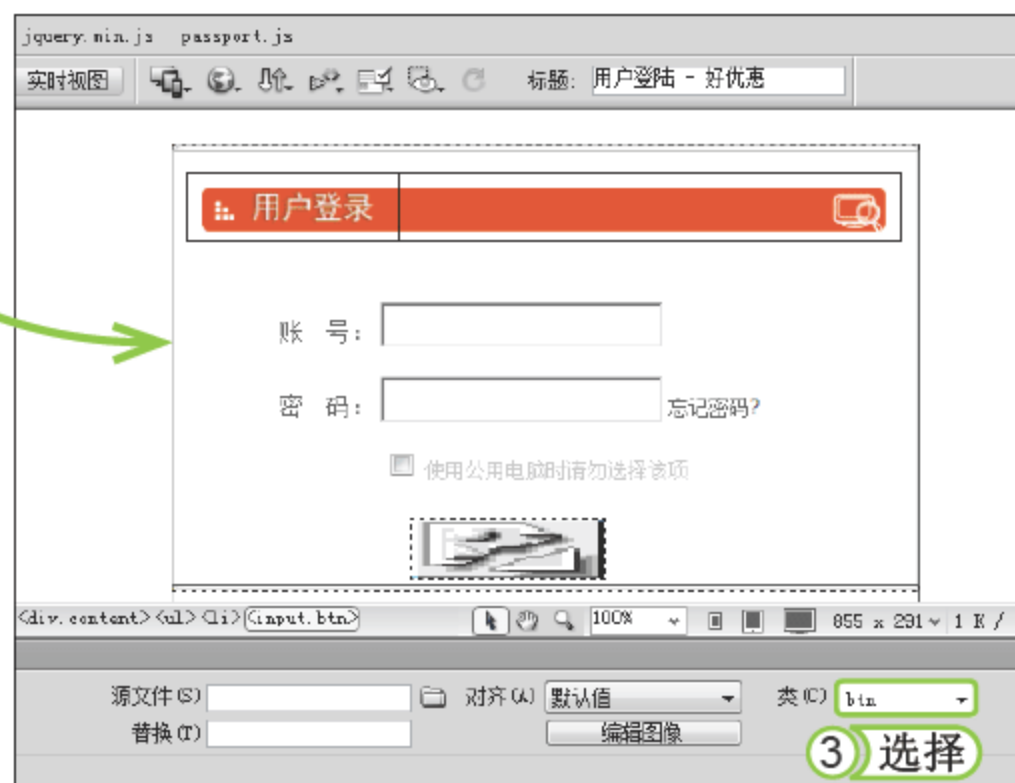 jquery.min.js passport.js
实时视图 标题: 用户登陆 - 好优惠
用户登录
账 号:
密 码: 忘记密码?
使用公用电脑时请勿选择该项
<div.content><ul><li><input.btn> 100% 855 x 291 1 K /
源文件(S) 对齐(A) 默认值 类(C) btn
替换(T) 编辑图像
3 选择